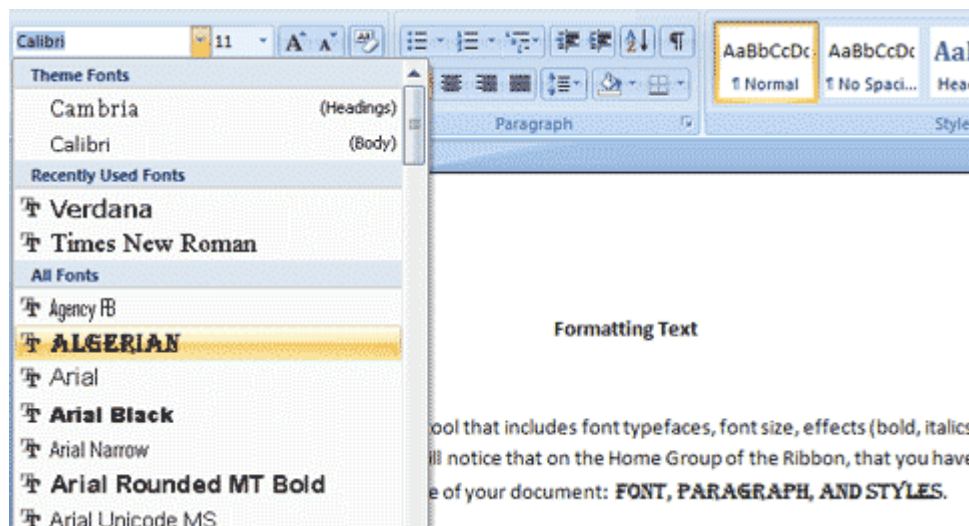 Calibri 11
AaBbCcDc AaBbCcDc
¶ Normal ¶ No Spaci...
Paragraph
Theme Fonts
Cambria (Headings)
Calibri (Body)
Recently Used Fonts
Verdana
Times New Roman
All Fonts
Agency FB
ALGERIAN
Arial
Arial Black
Arial Narrow
Arial Rounded MT Bold
Arial Unicode MS
Formatting Text
tool that includes font typefaces, font size, effects (bold, italics
notice that on the Home Group of the Ribbon, that you have
of your document: FONT, PARAGRAPH, AND STYLES.